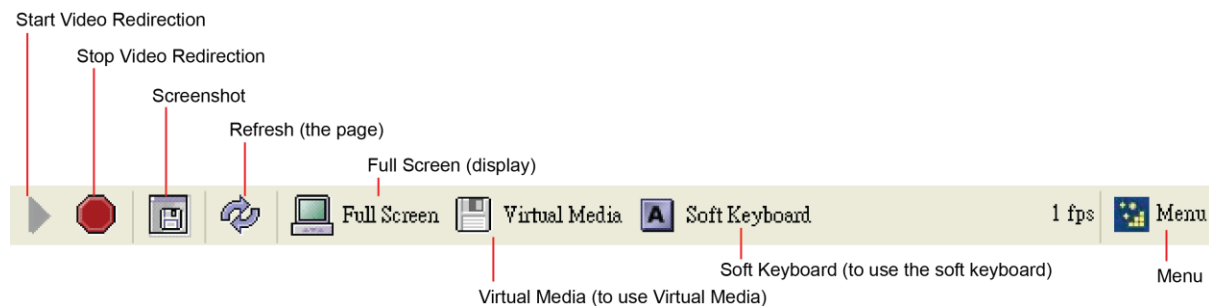 Start Video Redirection
Stop Video Redirection
Screenshot
Refresh (the page)
Full Screen (display)
Full Screen
Virtual Media
A
Soft Keyboard
1 fps
Menu
Soft Keyboard (to use the soft keyboard)
Menu
Virtual Media (to use Virtual Media)